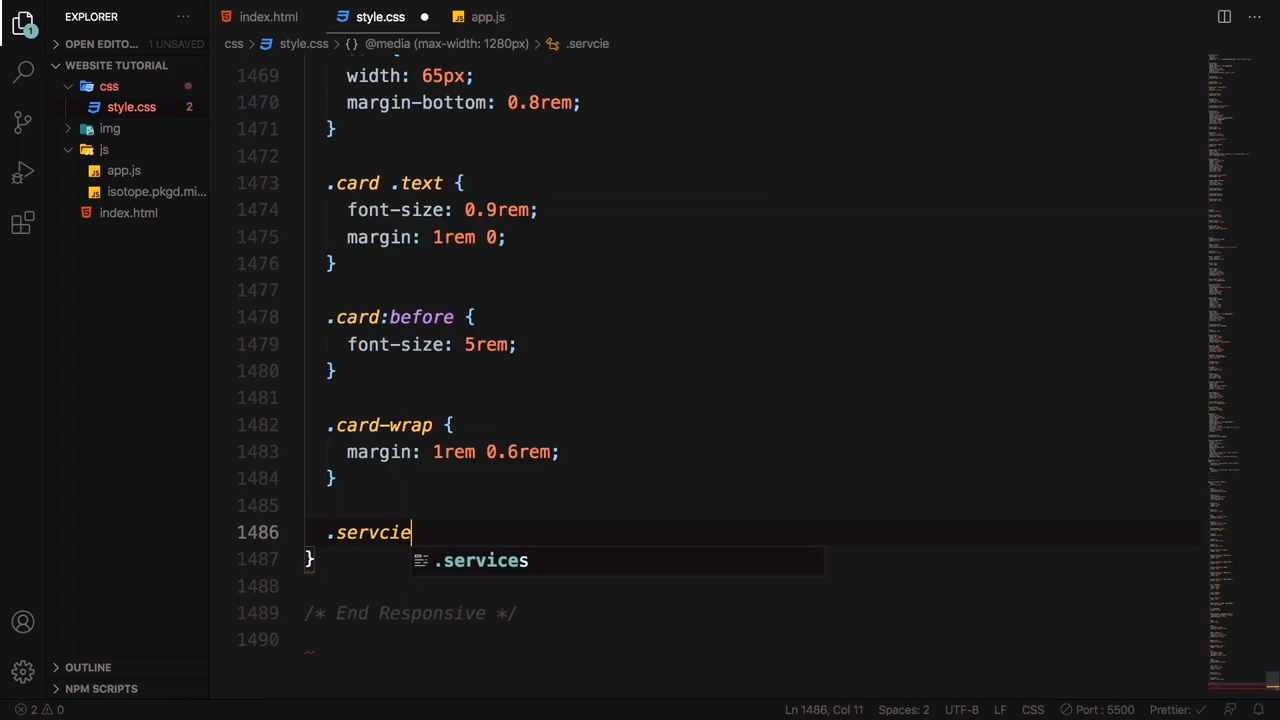 EXPLORER
index.html
style.css
app.js
OPEN EDITO... 1 UNSAVED
css
style.css
@media (max-width: 1280px)
.servcie
WEBSITE TUTORIAL
css
style.css 2
img
js
app.js
isotope.pkgd.mi...
index.html
1469 width: 65px;
1470 margin-bottom: 0.8rem;
1471 }
1472
1473 .card .text {
1474 font-size: 0.9rem;
1475 margin: 1rem 0;
1476 }
1477
1478 .card:before {
1479 font-size: 5rem;
1480 }
1481
1482 .card-wrap {
1483 margin: 1rem 0.6rem;
1484 }
1485
1486 .servcie
.services
1487 }
1488
1489 /* End Responsive */
1490
OUTLINE
NPM SCRIPTS
2 0 Ln 1486, Col 11 Spaces: 2 UTF-8 LF CSS Port : 5500 Prettier: ✓